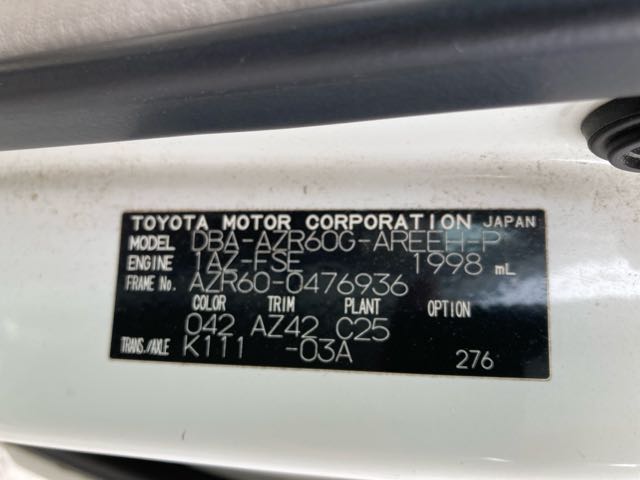 TOYOTA MOTOR CORPORATION JAPAN
MODEL DBA-AZR60G-AREEH-P
ENGINE 1AZ-FSE 1998 mL
FRAME No. AZR60-0476936
COLOR TRIM PLANT OPTION
042 AZ42 C25
TRANS./AXLE K111 -03A 276